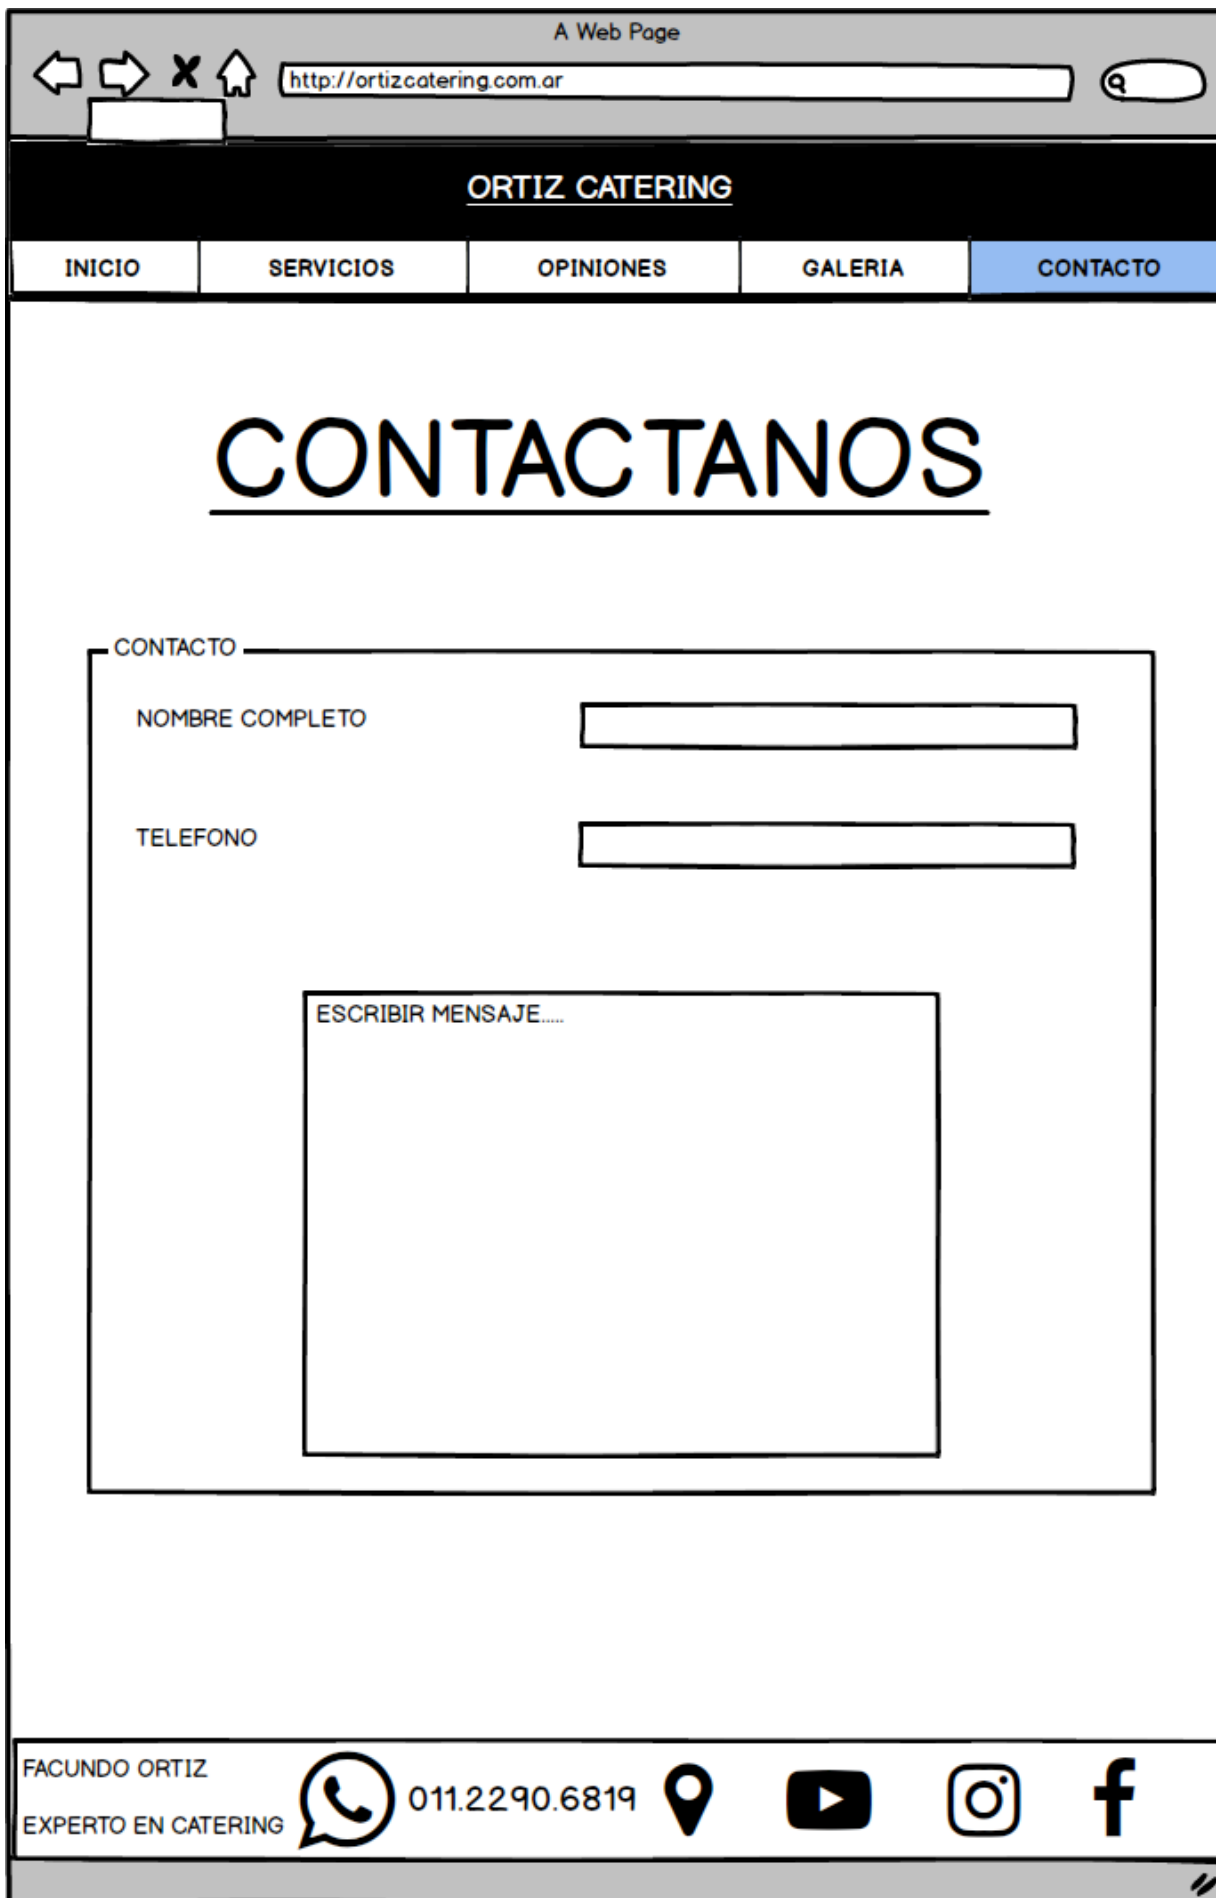 A Web Page
http://ortizcatering.com.ar
ORTIZ CATERING
INICIO SERVICIOS OPINIONES GALERIA CONTACTO
CONTACTANOS
CONTACTO
NOMBRE COMPLETO
TELEFONO
ESCRIBIR MENSAJE.....
FACUNDO ORTIZ
EXPERTO EN CATERING
011.2290.6819